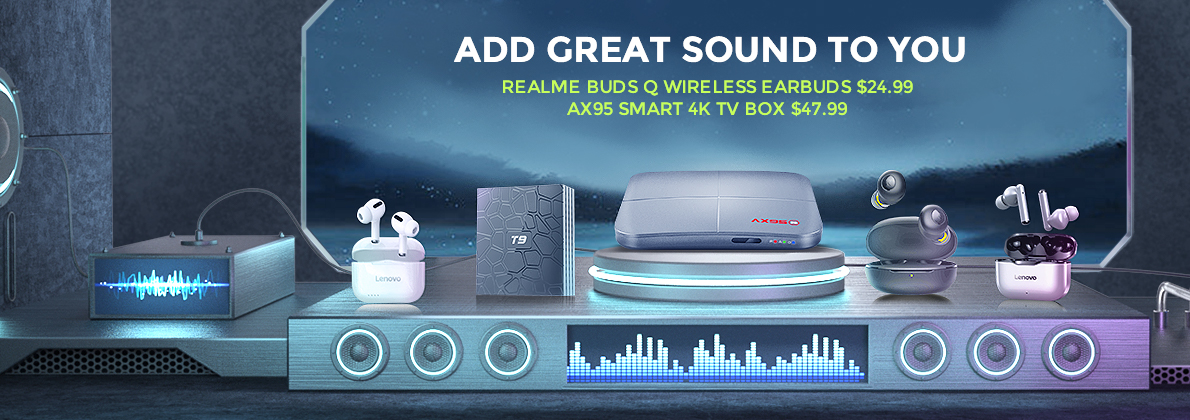 ADD GREAT SOUND TO YOU
REALME BUDS Q WIRELESS EARBUDS $24.99
AX95 SMART 4K TV BOX $47.99
AX95
T9
Lenovo
Lenovo